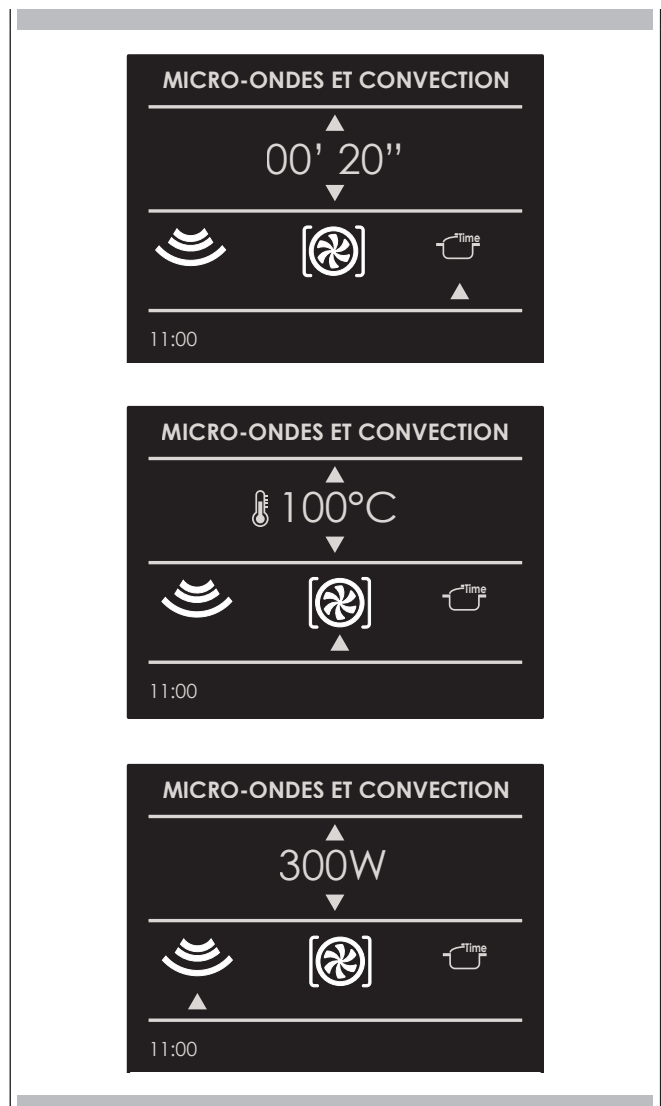 MICRO-ONDES ET CONVECTION
00’ 20”
Time
11:00
MICRO-ONDES ET CONVECTION
100°C
Time
11:00
MICRO-ONDES ET CONVECTION
300W
Time
11:00